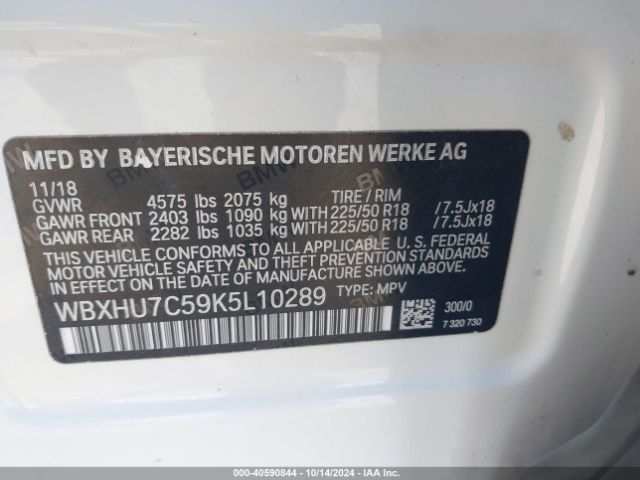 MFD BY BAYERISCHE MOTOREN WERKE AG
11/18
GVWR 4575 lbs 2075 kg TIRE / RIM
GAWR FRONT 2403 lbs 1090 kg WITH 225/50 R18 /7.5Jx18
GAWR REAR 2282 lbs 1035 kg WITH 225/50 R18 /7.5Jx18
THIS VEHICLE CONFORMS TO ALL APPLICABLE U. S. FEDERAL
MOTOR VEHICLE SAFETY AND THEFT PREVENTION STANDARDS
IN EFFECT ON THE DATE OF MANUFACTURE SHOWN ABOVE.
WBXHU7C59K5L10289 TYPE: MPV
300/0
7 320 730
000-40590844 | 10/14/2024 | IAAI.COM